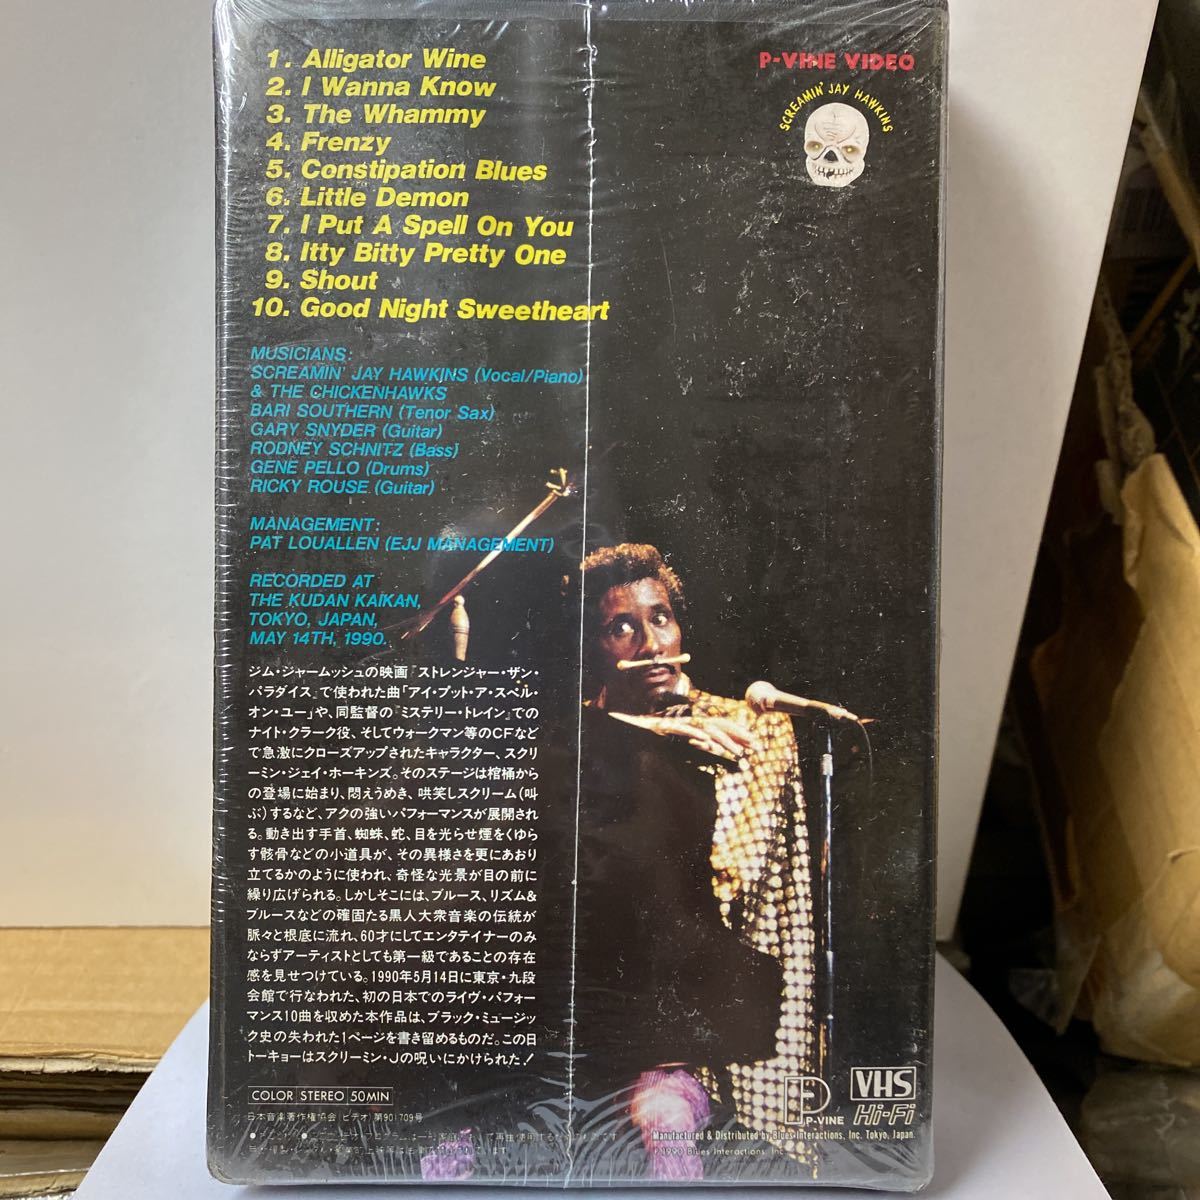 1. Alligator Wine
2. I Wanna Know
3. The Whammy
4. Frenzy
5. Constipation Blues
6. Little Demon
7. I Put A Spell On You
8. Itty Bitty Pretty One
9. Shout
10. Good Night Sweetheart
P-VINE VIDEO
SCREAMIN' JAY HAWKINS
MUSICIANS:
SCREAMIN' JAY HAWKINS (Vocal/Piano)
& THE CHICKENHAWKS
BARI SOUTHERN (Tenor Sax)
GARY SNYDER (Guitar)
RODNEY SCHNITZ (Bass)
GENE PELLO (Drums)
RICKY ROUSE (Guitar)
MANAGEMENT:
PAT LOUALLEN (EJJ MANAGEMENT)
RECORDED AT
THE KUDAN KAIKAN,
TOKYO, JAPAN,
MAY 14TH, 1990.
ジム・ジャームッシュの映画『ストレンジャー・ザン・
パラダイス』で使われた曲「アイ・プット・ア・スペル・
オン・ユー」や、同監督の『ミステリー・トレイン』での
ナイト・クラーク役、そしてウォークマン等のCFなど
で急激にクローズアップされたキャラクター、スクリ
ーミン・ジェイ・ホーキンズ。そのステージは棺桶から
の登場に始まり、悶えうめき、哄笑しスクリーム(叫
ぶ)するなど、アクの強いパフォーマンスが展開され
る。動き出す手首、蜘蛛、蛇、目を光らせ煙をくゆら
す骸骨などの小道具が、その異様さを更にあおり
立てるかのように使われ、奇怪な光景が目の前に
繰り広げられる。しかしそこには、ブルース、リズム&
ブルースなどの確固たる黒人大衆音楽の伝統が
脈々と根底に流れ、60才にしてエンタテイナーのみ
ならずアーティストとしても第一級であることの存在
感を見せつけている。1990年5月14日に東京・九段
会館で行なわれた、初の日本でのライヴ・パフォー
マンス10曲を収めた本作品は、ブラック・ミュージッ
ク史の失われた1ページを書き留めるものだ。この日
トーキョーはスクリーミン・Jの呪いにかけられた!
COLOR STEREO 50MIN
日本音楽著作権協会(ビデオ)第901709号
P-VINE
VHS
Hi-Fi
Manufactured & Distributed by Blues Interactions, Inc. Tokyo, Japan.
℗1990 Blues Interactions, Inc.